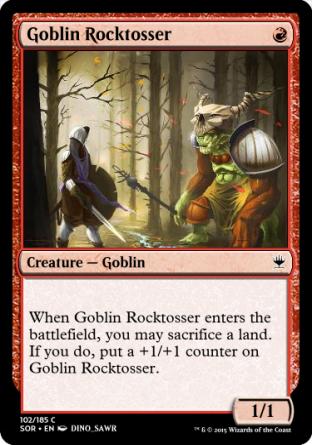 Goblin Rocktosser
Creature — Goblin
When Goblin Rocktosser enters the
battlefield, you may sacrifice a land.
If you do, put a +1/+1 counter on
Goblin Rocktosser.
1/1
102/185 C
SOR • EN DINO_SAWR
™ & © 2015 Wizards of the Coast